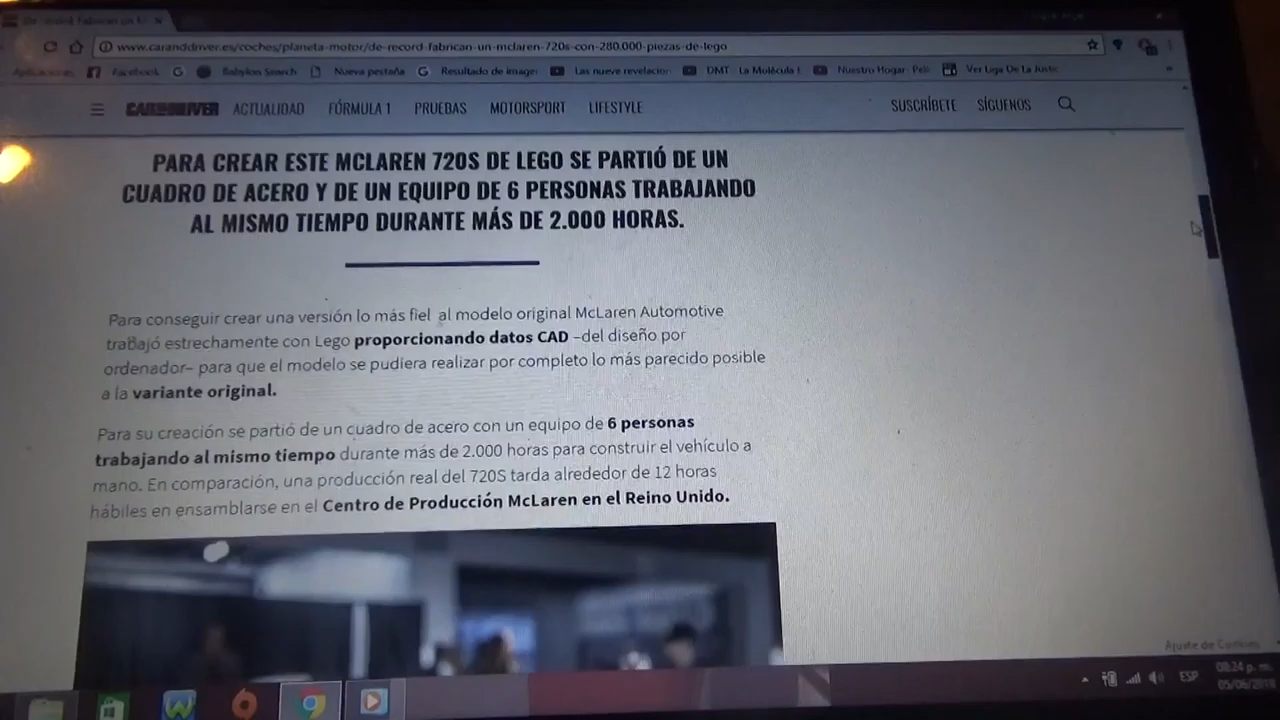 www.caranddriver.es/coches/planeta-motor/de-record-fabrican-un-mclaren-720s-con-280.000-piezas-de-lego
Aplicaciones Facebook Babylon Search Nueva pestaña Resultado de image Las nueve revelacion DMT: La Molécula Nuestro Hogar: Ver Liga De La Justic
CAR AND DRIVER ACTUALIDAD FÓRMULA 1 PRUEBAS MOTORSPORT LIFESTYLE SUSCRÍBETE SÍGUENOS
PARA CREAR ESTE MCLAREN 720S DE LEGO SE PARTIÓ DE UN
CUADRO DE ACERO Y DE UN EQUIPO DE 6 PERSONAS TRABAJANDO
AL MISMO TIEMPO DURANTE MÁS DE 2.000 HORAS.
Para conseguir crear una versión lo más fiel al modelo original McLaren Automotive
trabajó estrechamente con Lego proporcionando datos CAD –del diseño por
ordenador– para que el modelo se pudiera realizar por completo lo más parecido posible
a la variante original.
Para su creación se partió de un cuadro de acero con un equipo de 6 personas
trabajando al mismo tiempo durante más de 2.000 horas para construir el vehículo a
mano. En comparación, una producción real del 720S tarda alrededor de 12 horas
hábiles en ensamblarse en el Centro de Producción McLaren en el Reino Unido.
ESP
08:24 p. m.
05/06/2018